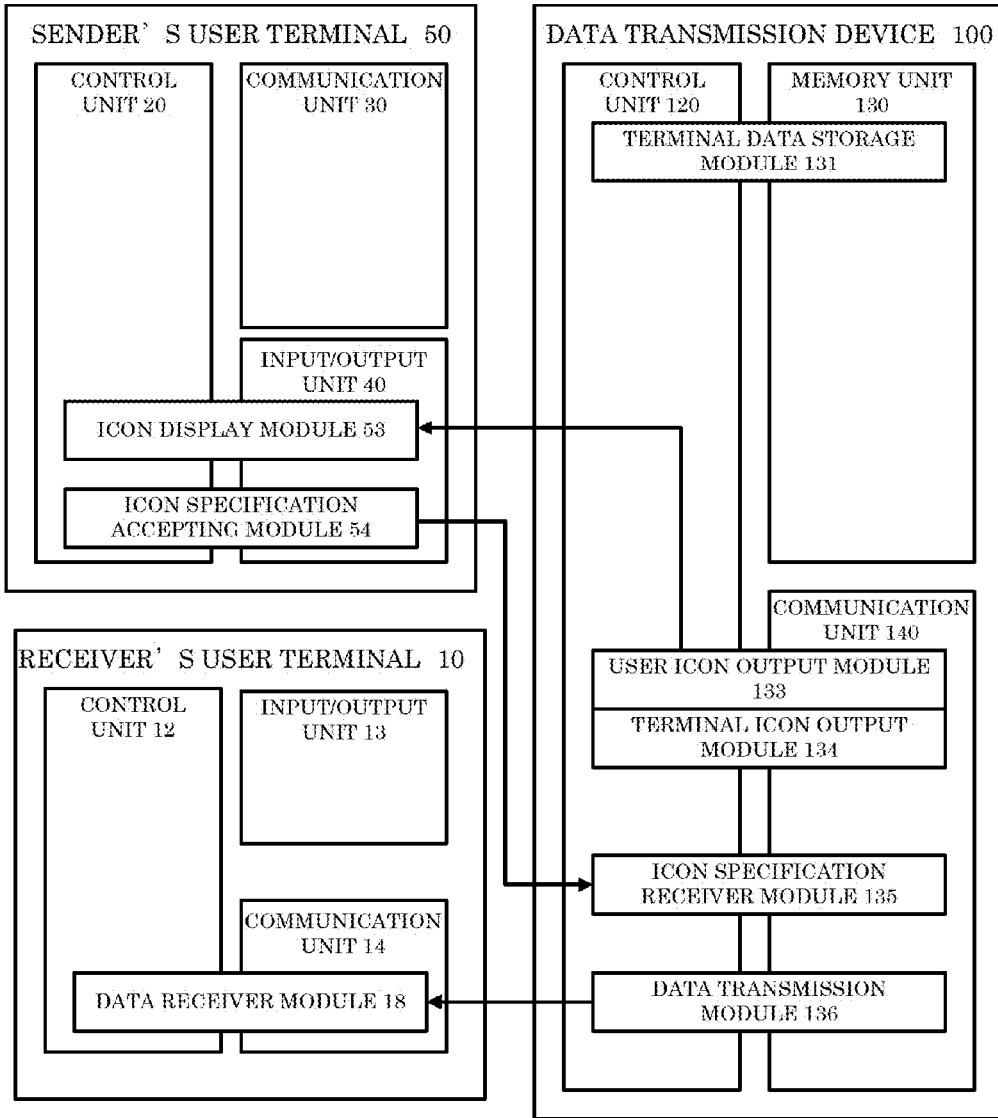 SENDER' S USER TERMINAL 50
CONTROL
UNIT 20
COMMUNICATION
UNIT 30
INPUT/OUTPUT
UNIT 40
ICON DISPLAY MODULE 53
ICON SPECIFICATION
ACCEPTING MODULE 54
RECEIVER' S USER TERMINAL 10
CONTROL
UNIT 12
INPUT/OUTPUT
UNIT 13
COMMUNICATION
UNIT 14
DATA RECEIVER MODULE 18
DATA TRANSMISSION DEVICE 100
CONTROL
UNIT 120
MEMORY UNIT
130
TERMINAL DATA STORAGE
MODULE 131
COMMUNICATION
UNIT 140
USER ICON OUTPUT MODULE
133
TERMINAL ICON OUTPUT
MODULE 134
ICON SPECIFICATION
RECEIVER MODULE 135
DATA TRANSMISSION
MODULE 136